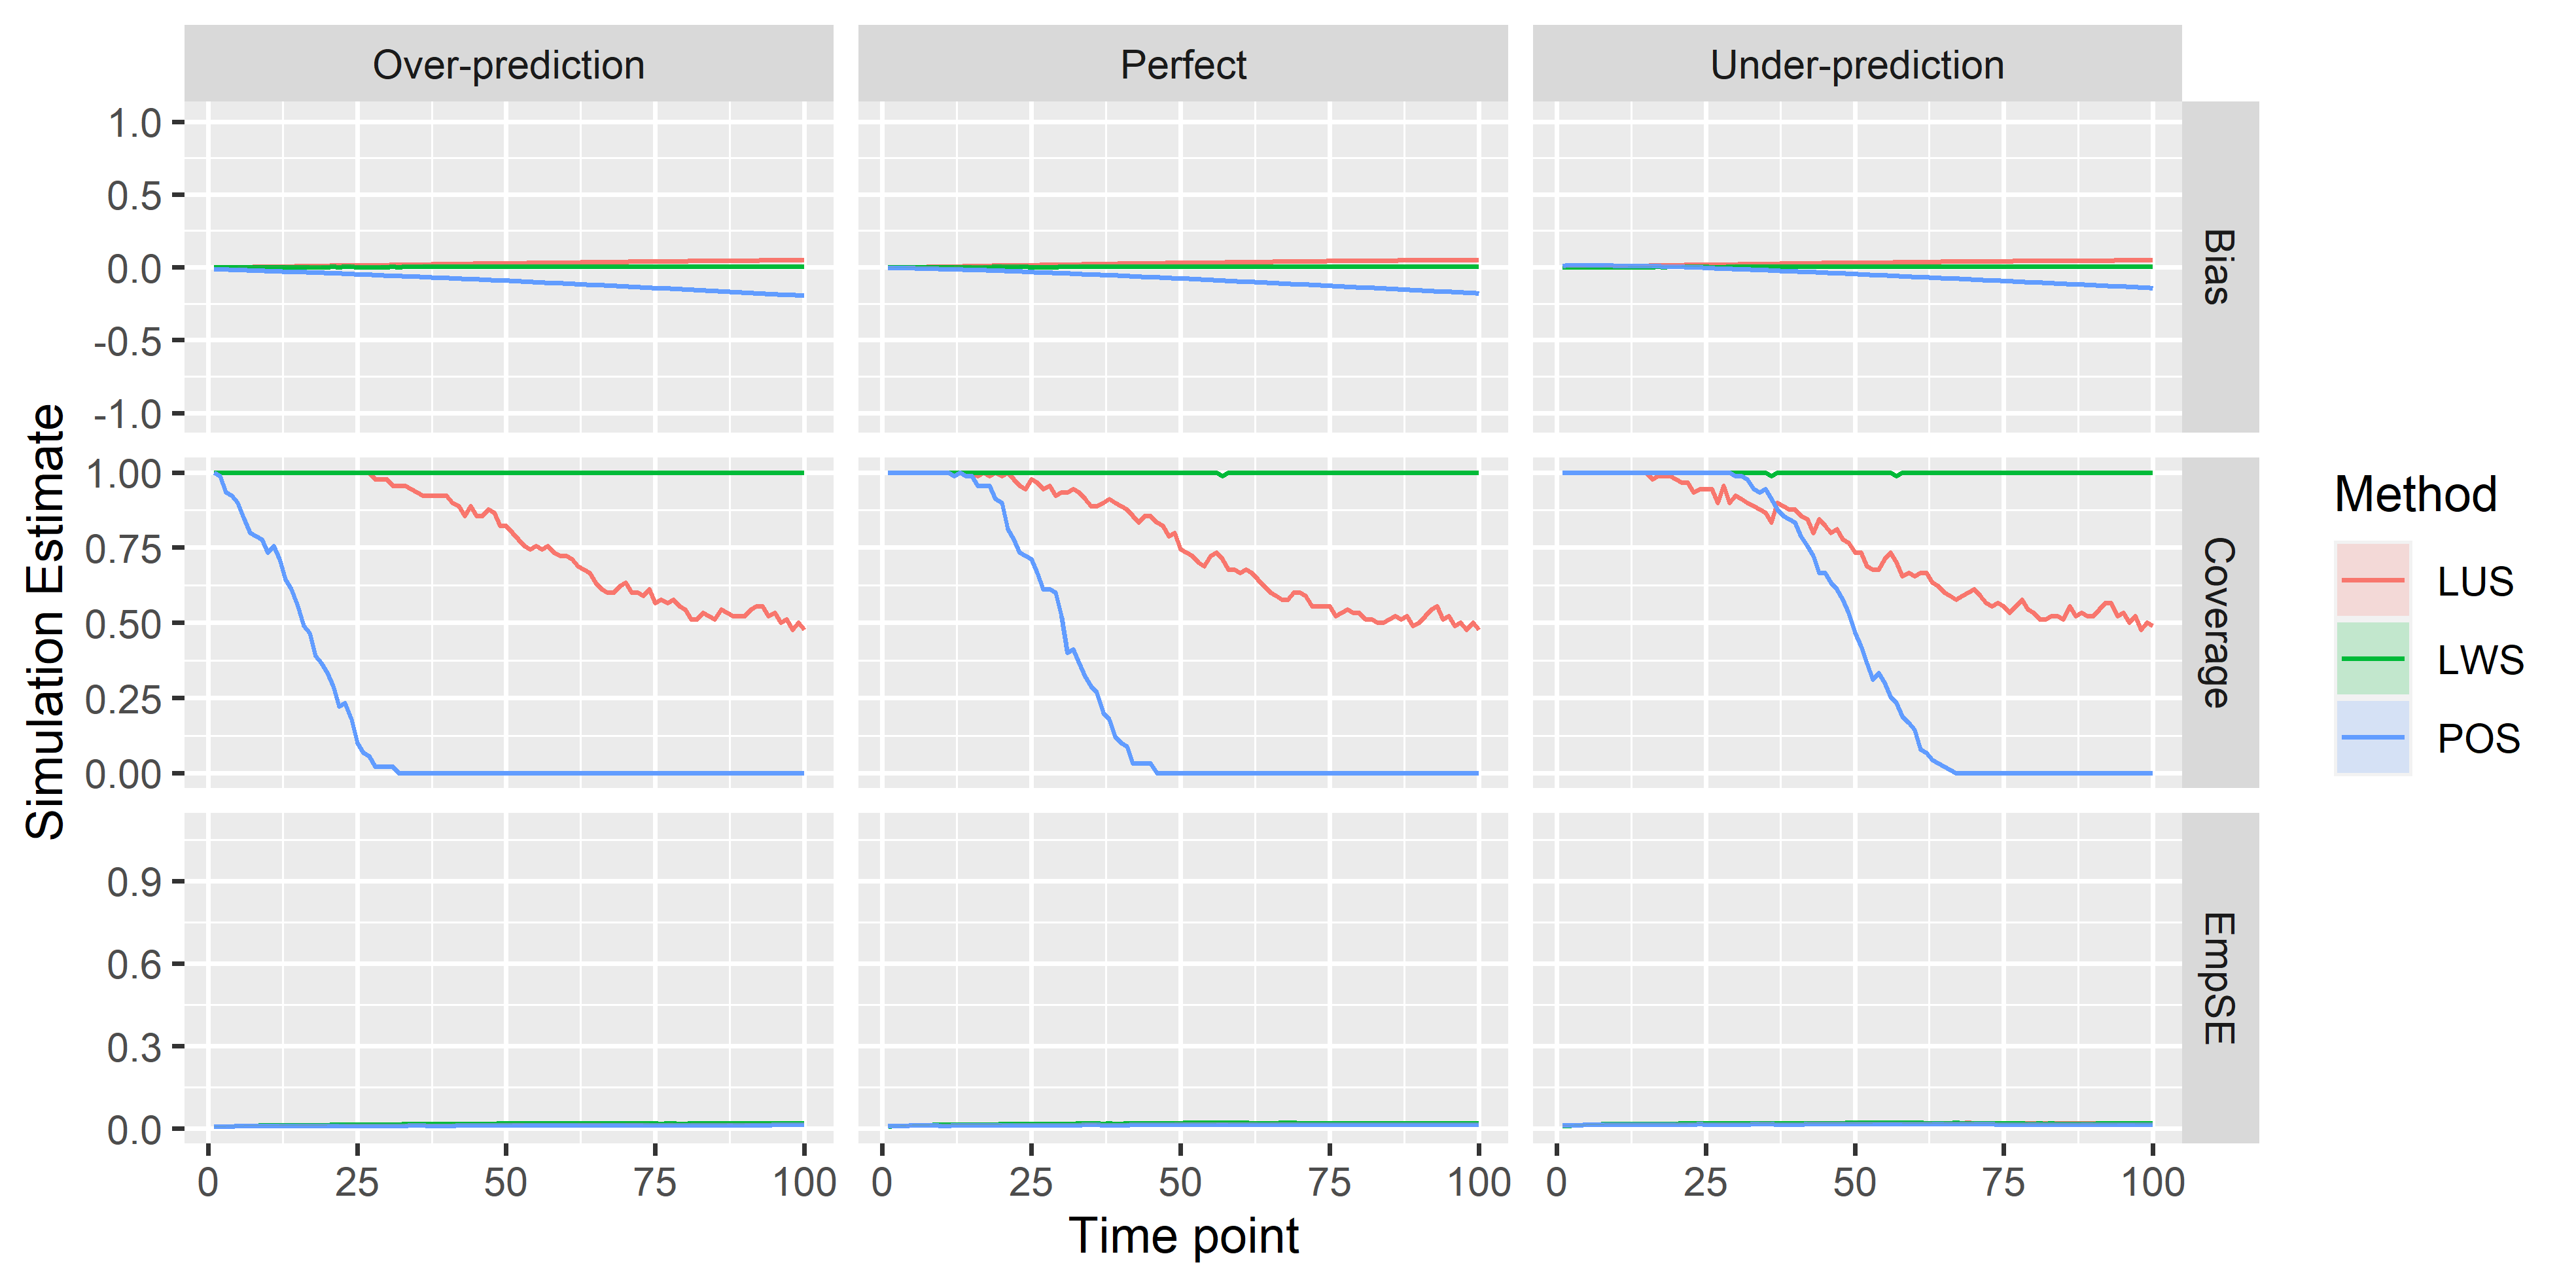 Over-prediction
Perfect
Under-prediction
1.0
0.5
0.0
-0.5
-1.0
Bias
1.00
0.75
0.50
0.25
0.00
Coverage
0.9
0.6
0.3
0.0
EmpSE
0 25 50 75 100
0 25 50 75 100
0 25 50 75 100
Time point
Simulation Estimate
Method
LUS
LWS
POS